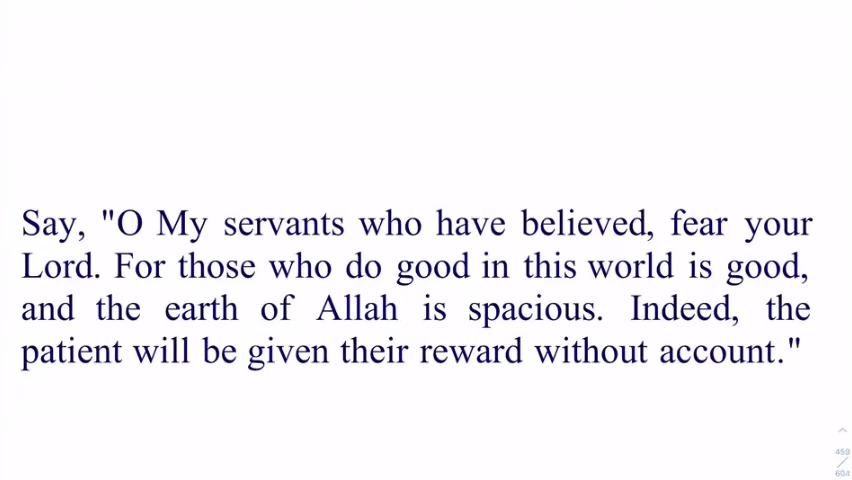 Say, "O My servants who have believed, fear your
Lord. For those who do good in this world is good,
and the earth of Allah is spacious. Indeed, the
patient will be given their reward without account."
459
604